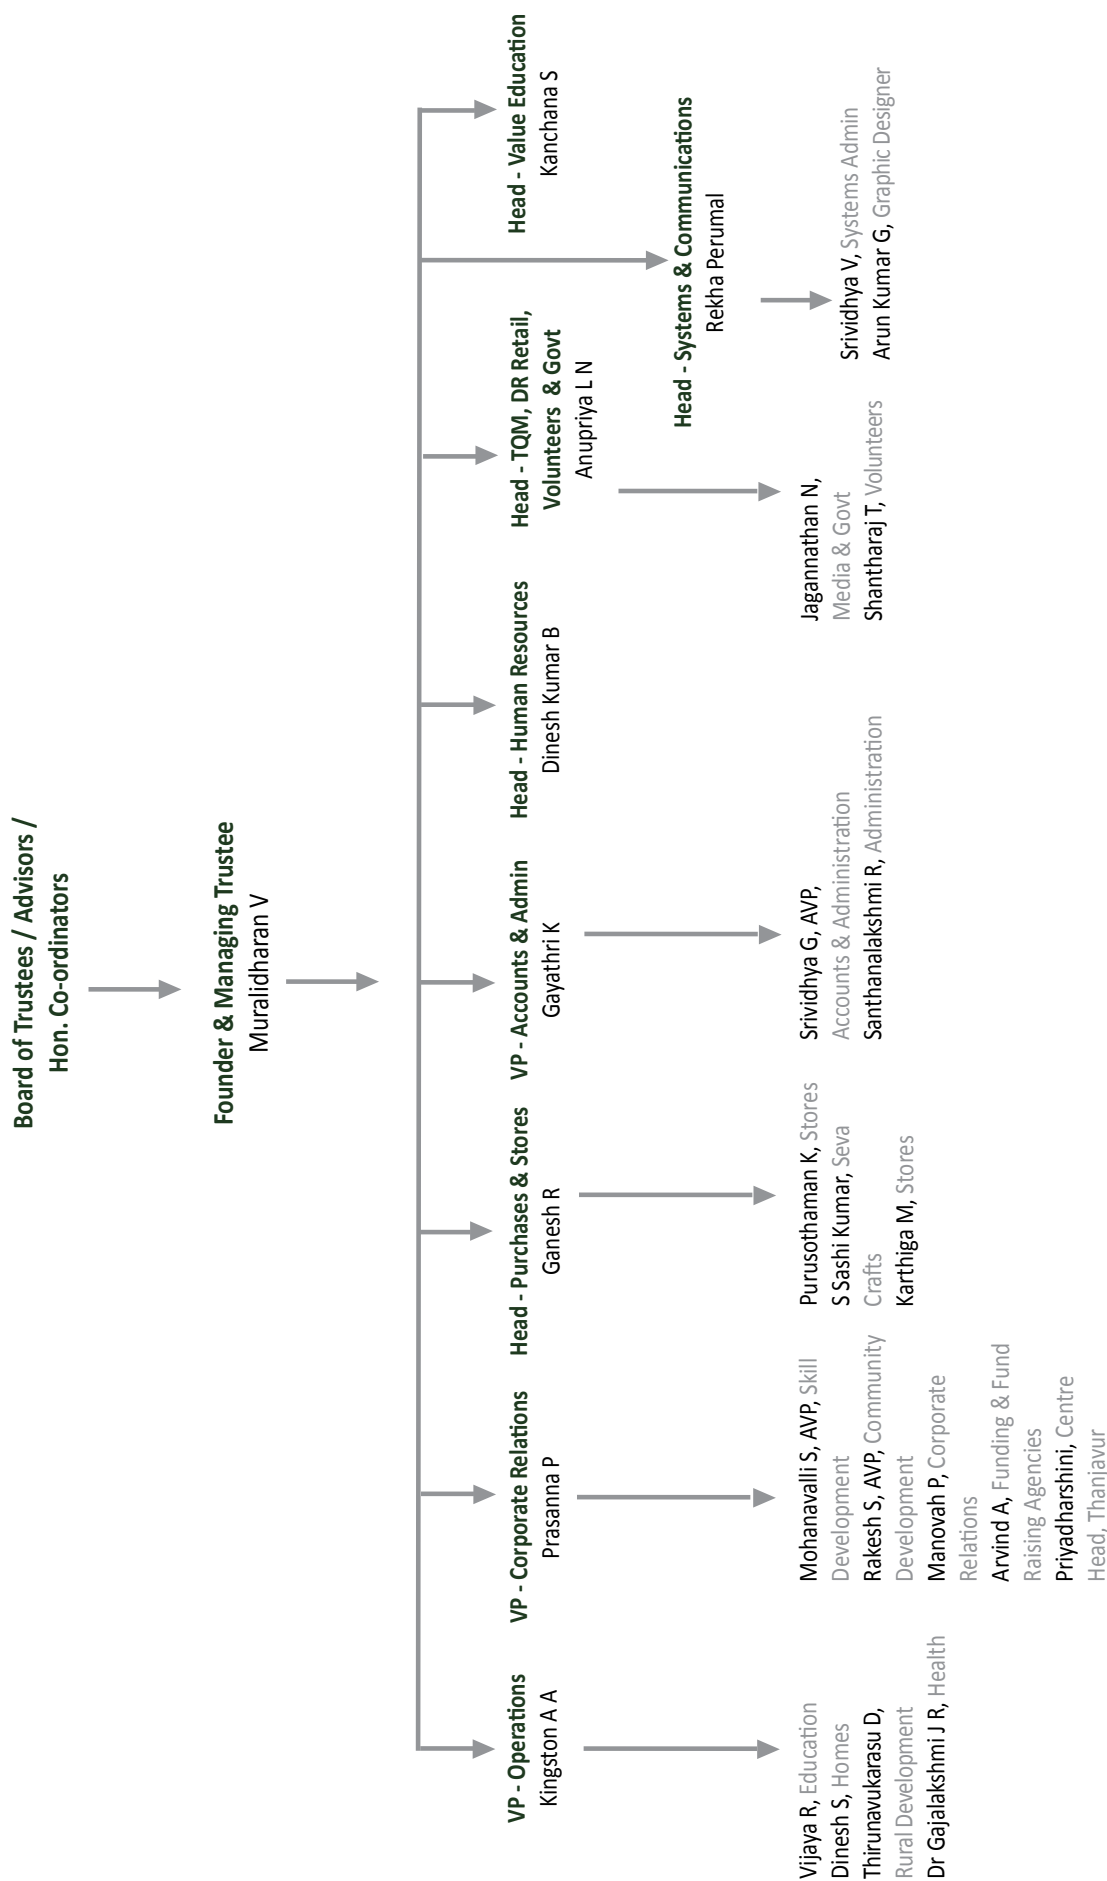 Board of Trustees / Advisors /
Hon. Co-ordinators
Founder & Managing Trustee
Muralidharan V
VP - Operations
Kingston A A
VP - Corporate Relations
Prasanna P
Head - Purchases & Stores
Ganesh R
VP - Accounts & Admin
Gayathri K
Head - Human Resources
Dinesh Kumar B
Head - TQM, DR Retail,
Volunteers & Govt
Anupriya L N
Head - Value Education
Kanchana S
Head - Systems & Communications
Rekha Perumal
Vijaya R, Education
Dinesh S, Homes
Thirunavukarasu D,
Rural Development
Dr Gajalakshmi J R, Health
Mohanavalli S, AVP, Skill
Development
Rakesh S, AVP, Community
Development
Manovah P, Corporate
Relations
Arvind A, Funding & Fund
Raising Agencies
Priyadharshini, Centre
Head, Thanjavur
Purusothaman K, Stores
S Sashi Kumar, Seva
Crafts
Karthiga M, Stores
Srividhya G, AVP,
Accounts & Administration
Santhanalakshmi R, Administration
Jagannathan N,
Media & Govt
Shantharaj T, Volunteers
Srividhya V, Systems Admin
Arun Kumar G, Graphic Designer